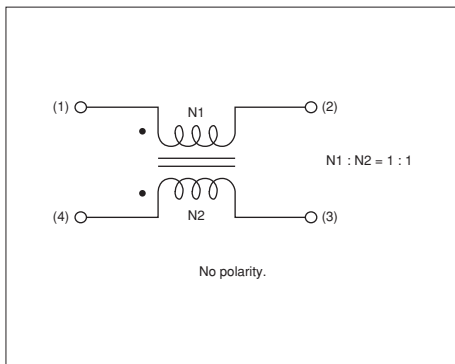 (1)
N1
(2)
N1 : N2 = 1 : 1
(4)
N2
(3)
No polarity.